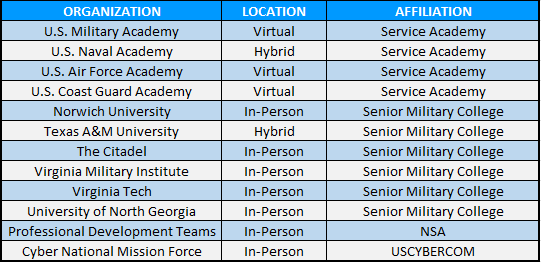 ORGANIZATION LOCATION AFFILIATION
U.S. Military Academy Virtual Service Academy
U.S. Naval Academy Hybrid Service Academy
U.S. Air Force Academy Virtual Service Academy
U.S. Coast Guard Academy Virtual Service Academy
Norwich University In-Person Senior Military College
Texas A&M University Hybrid Senior Military College
The Citadel In-Person Senior Military College
Virginia Military Institute In-Person Senior Military College
Virginia Tech In-Person Senior Military College
University of North Georgia In-Person Senior Military College
Professional Development Teams In-Person NSA
Cyber National Mission Force In-Person USCYBERCOM